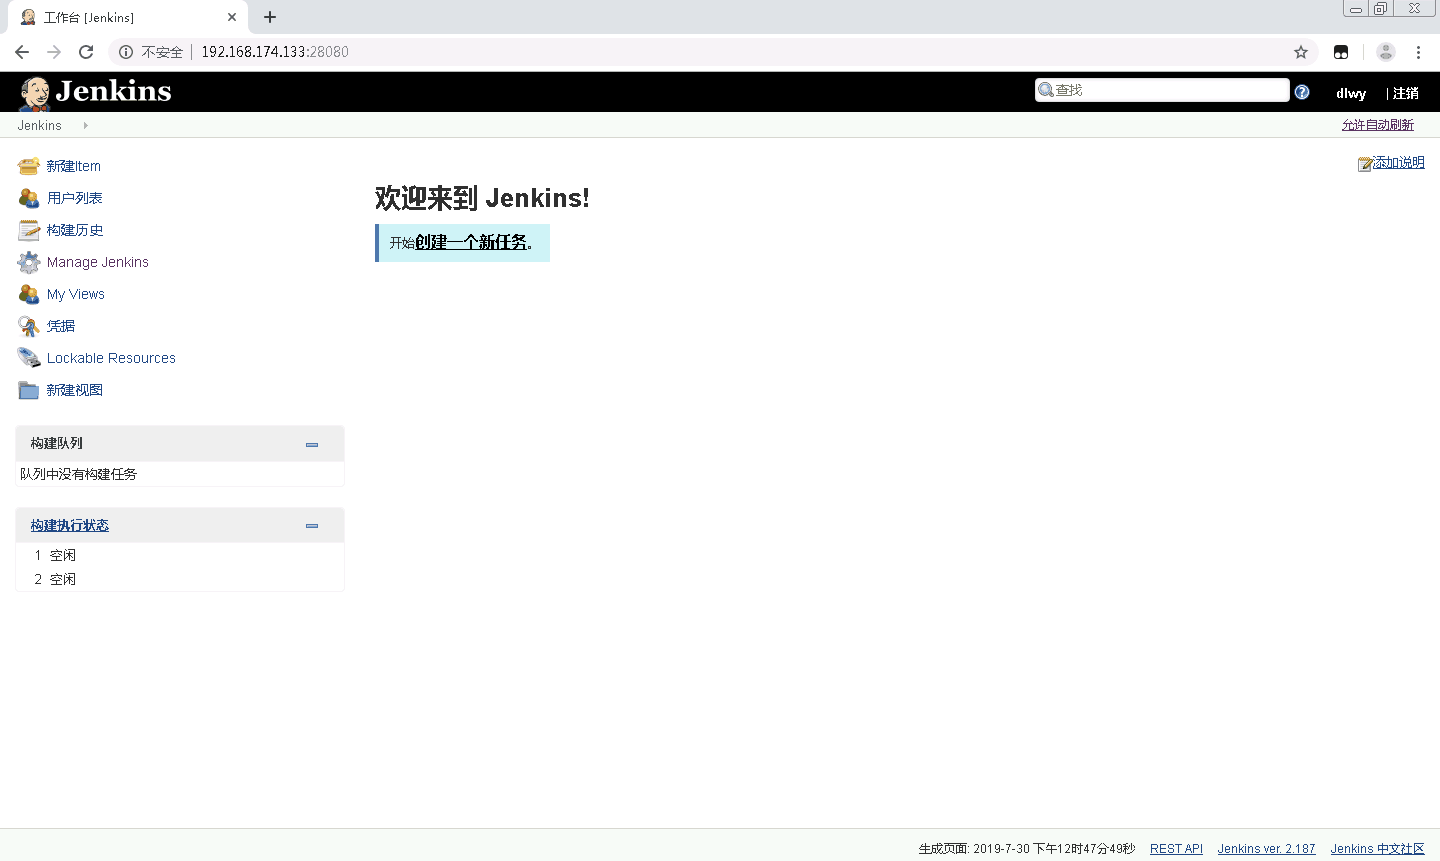 工作台 [Jenkins]
不安全 | 192.168.174.133:28080
Jenkins
查找
dlwy
| 注销
Jenkins
允许自动刷新
新建Item
用户列表
构建历史
Manage Jenkins
My Views
凭据
Lockable Resources
新建视图
构建队列
队列中没有构建任务
构建执行状态
1 空闲
2 空闲
添加说明
欢迎来到 Jenkins!
开始创建一个新任务。
生成页面: 2019-7-30 下午12时47分49秒 REST API Jenkins ver. 2.187 Jenkins 中文社区